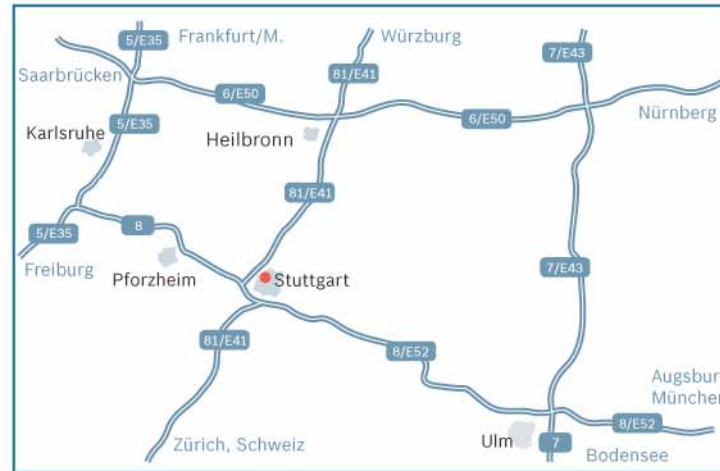 5/E35
Frankfurt/M.
Würzburg
7/E43
Saarbrücken
81/E41
6/E50
Nürnberg
Karlsruhe
5/E35
Heilbronn
6/E50
81/E41
5/E35
8
Freiburg
Pforzheim
Stuttgart
7/E43
81/E41
8/E52
Augsbur
München
8/E52
Zürich, Schweiz
Ulm
7
Bodensee